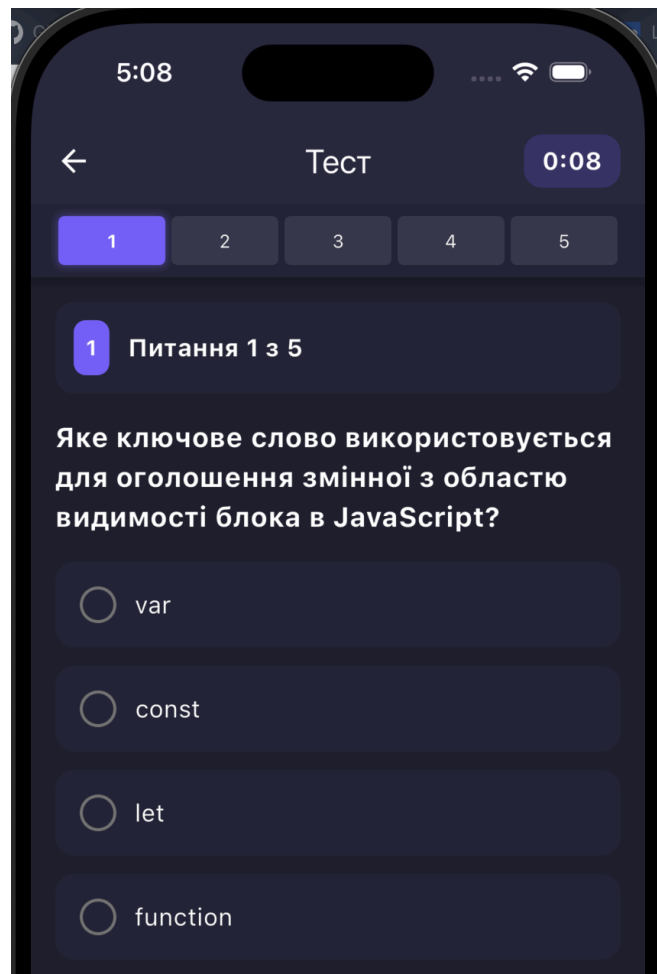 5:08
Тест
0:08
1 2 3 4 5
1 Питання 1 з 5
Яке ключове слово використовується
для оголошення змінної з областю
видимості блока в JavaScript?
var
const
let
function